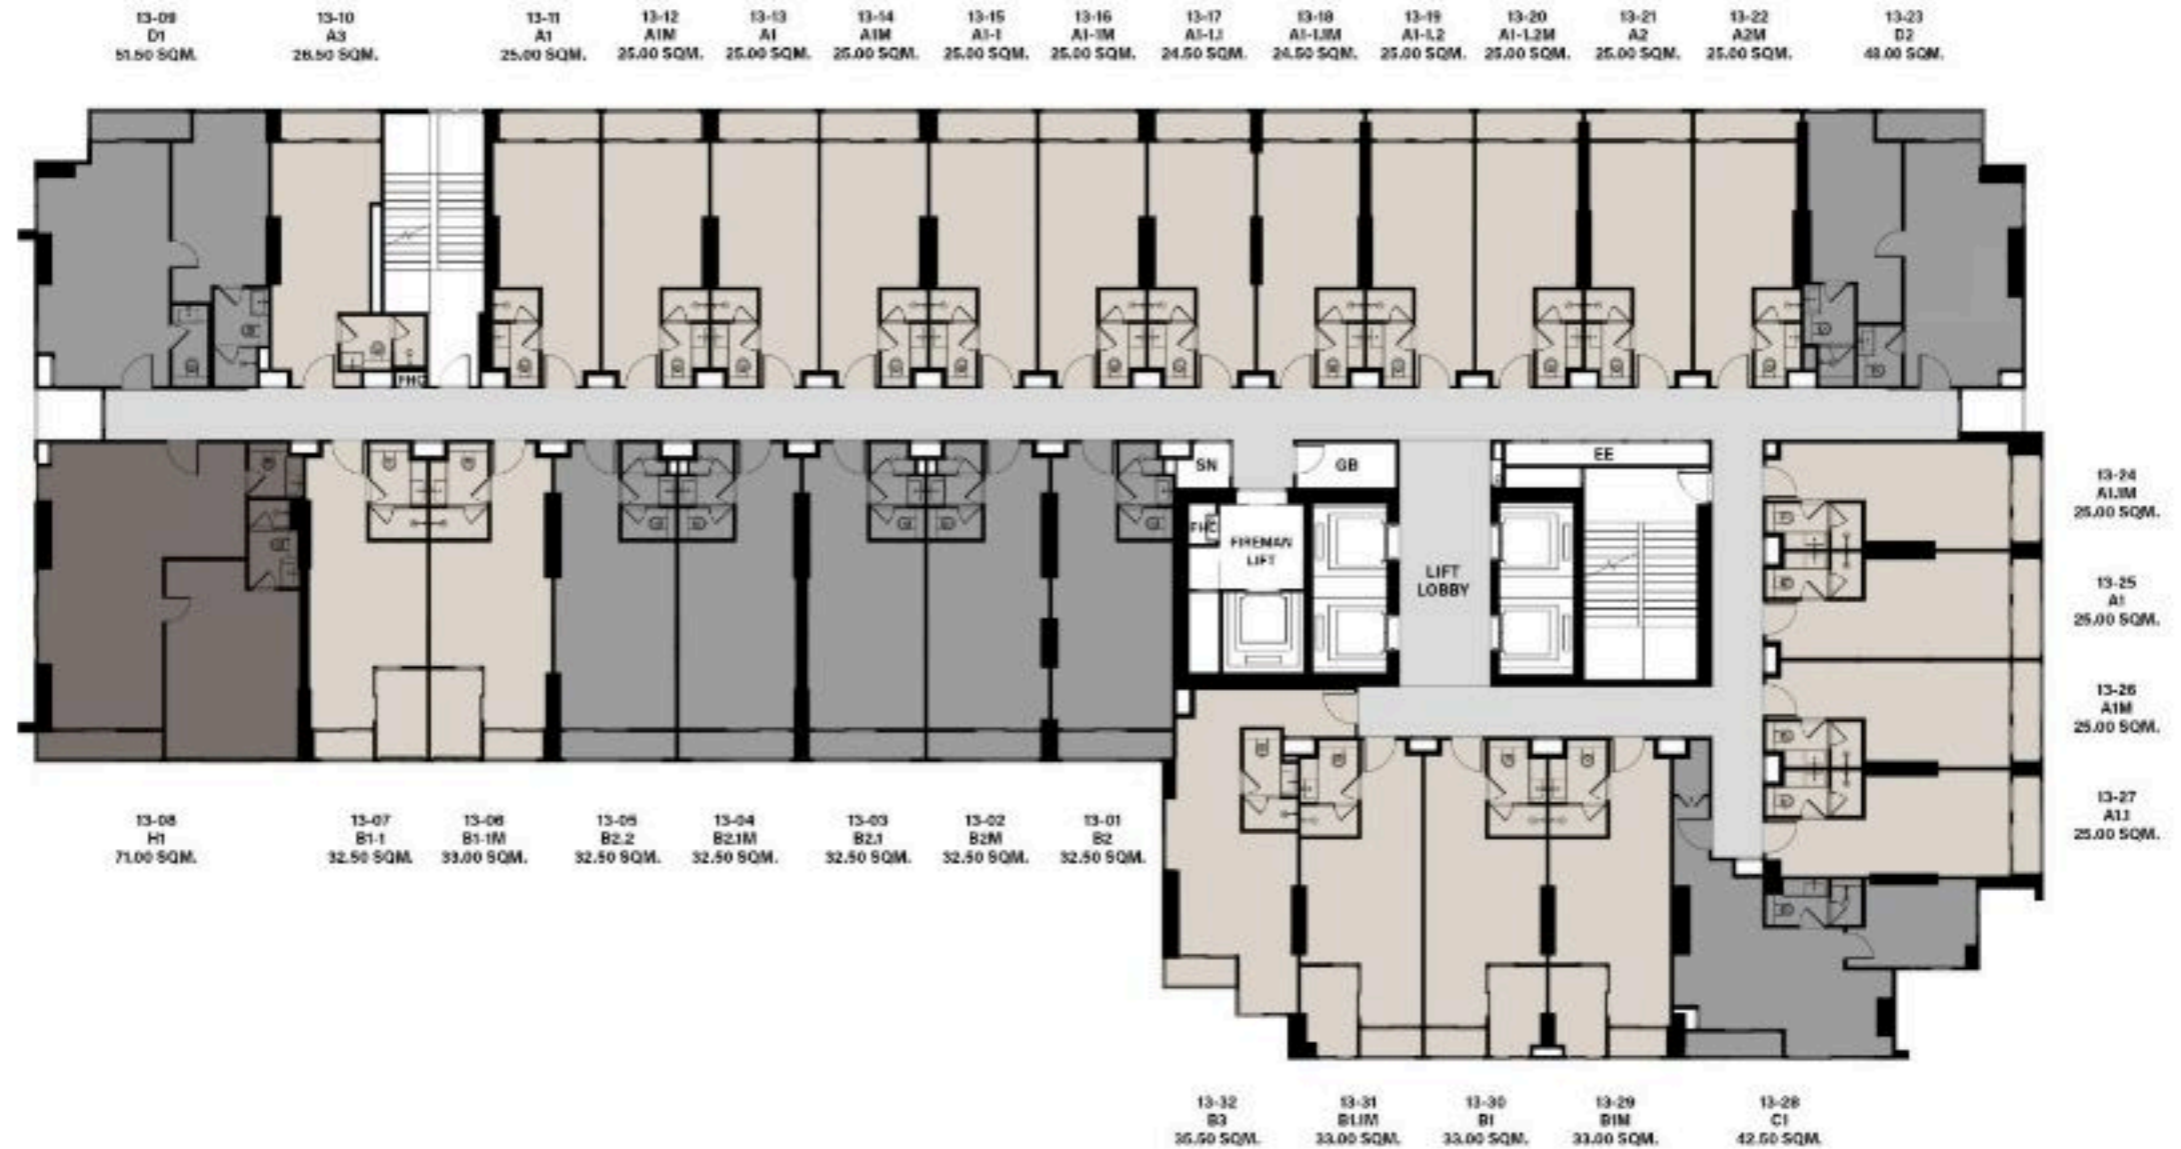 13-09
D1
51.50 SQM.
13-10
A3
26.50 SQM.
13-11
A1
25.00 SQM.
13-12
A1M
25.00 SQM.
13-13
A1
25.00 SQM.
13-14
A1M
25.00 SQM.
13-15
A1-1
25.00 SQM.
13-16
A1-1M
25.00 SQM.
13-17
A1-1.1
24.50 SQM.
13-18
A1-1.1M
24.50 SQM.
13-19
A1-1.2
25.00 SQM.
13-20
A1-1.2M
25.00 SQM.
13-21
A2
25.00 SQM.
13-22
A2M
25.00 SQM.
13-23
D2
48.00 SQM.
FHC
SN
GB
EE
FHC
FIREMAN
LIFT
LIFT
LOBBY
13-24
A1.1M
25.00 SQM.
13-25
A1
25.00 SQM.
13-26
A1M
25.00 SQM.
13-27
A1.1
25.00 SQM.
13-08
H1
71.00 SQM.
13-07
B1-1
32.50 SQM.
13-06
B1-1M
33.00 SQM.
13-05
B2.2
32.50 SQM.
13-04
B2.1M
32.50 SQM.
13-03
B2.1
32.50 SQM.
13-02
B2M
32.50 SQM.
13-01
B2
32.50 SQM.
13-32
B3
35.50 SQM.
13-31
B1.1M
33.00 SQM.
13-30
B1
33.00 SQM.
13-29
B1M
33.00 SQM.
13-28
C1
42.50 SQM.